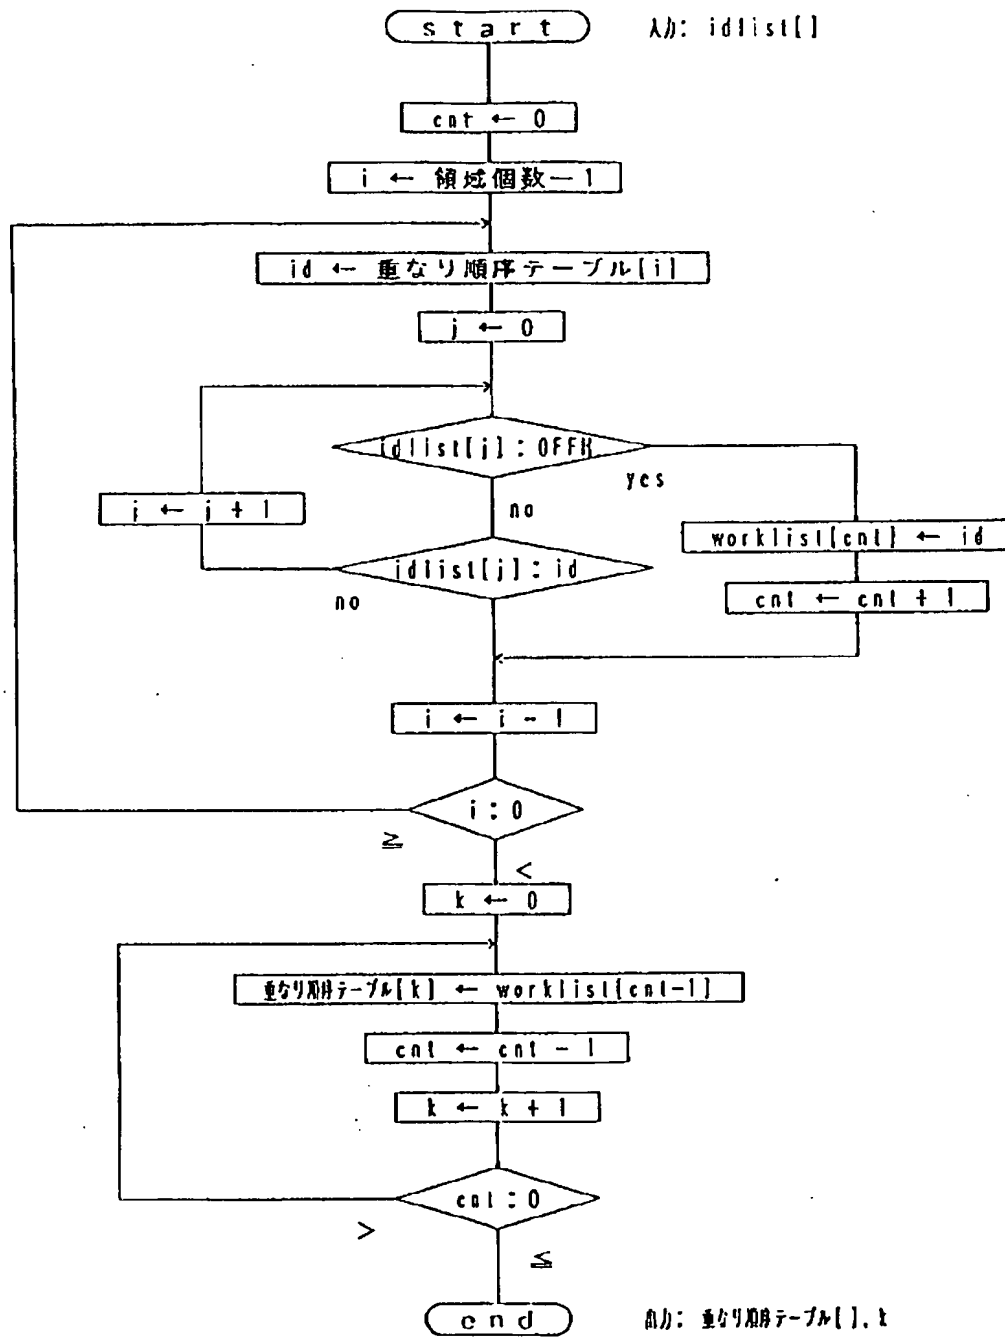 start
入力: idlist[]
cnt ← 0
i ← 領域個数－1
id ← 重なり順序テーブル[i]
j ← 0
idlist[j] : 0FFH
yes
no
j ← j + 1
worklist[cnt] ← id
idlist[j] : id
no
cnt ← cnt + 1
i ← i - 1
i : 0
≧
<
k ← 0
重なり順序テーブル[k] ← worklist[cnt-1]
cnt ← cnt - 1
k ← k + 1
cnt : 0
>
≦
end
出力: 重なり順序テーブル[ ], k